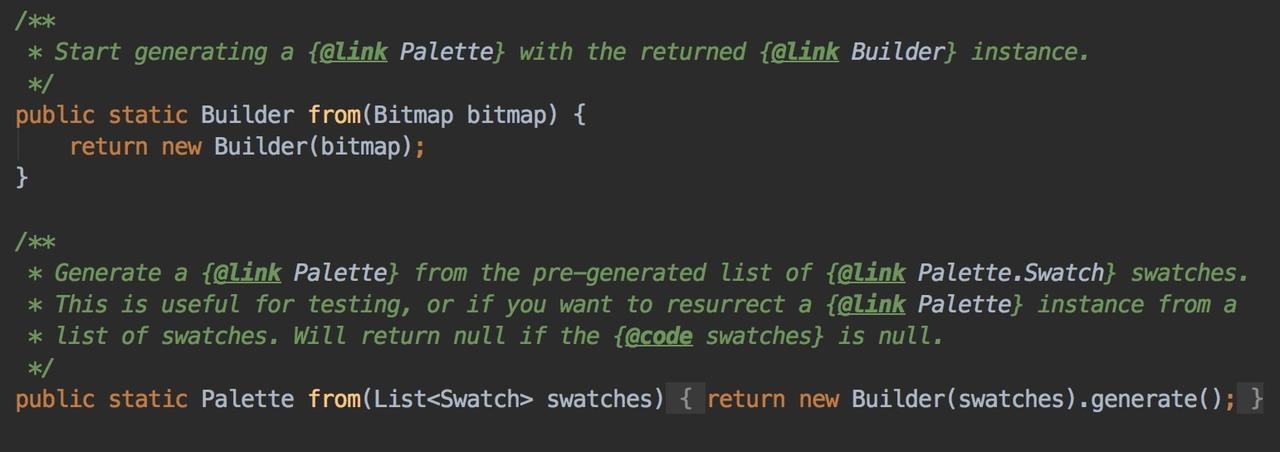 /**
 * Start generating a {@link Palette} with the returned {@link Builder} instance.
 */
public static Builder from(Bitmap bitmap) {
    return new Builder(bitmap);
}

/**
 * Generate a {@link Palette} from the pre-generated list of {@link Palette.Swatch} swatches.
 * This is useful for testing, or if you want to resurrect a {@link Palette} instance from a
 * list of swatches. Will return null if the {@code swatches} is null.
 */
public static Palette from(List<Swatch> swatches) { return new Builder(swatches).generate(); }